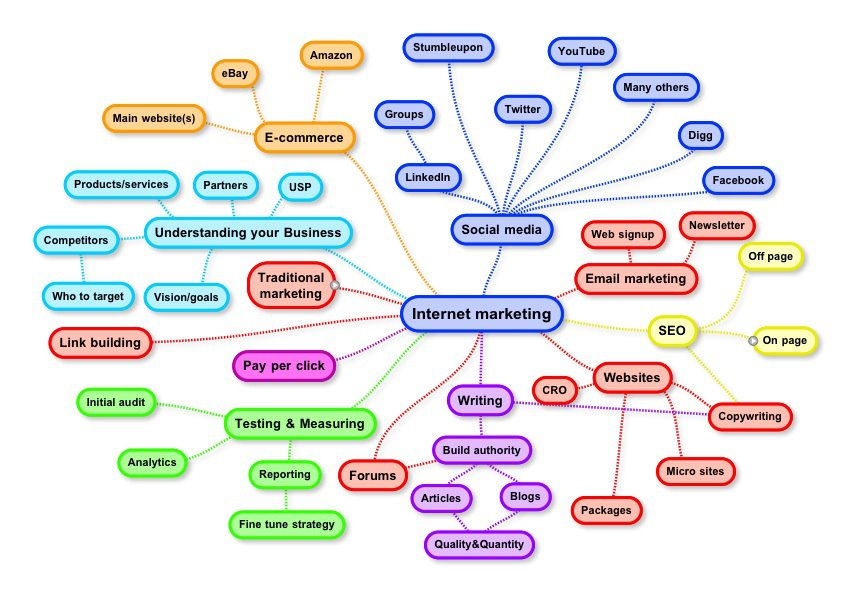 Stumbleupon
YouTube
Amazon
eBay
Many others
Twitter
Groups
Main website(s)
E-commerce
Digg
LinkedIn
Facebook
Products/services
Partners
USP
Social media
Understanding your Business
Newsletter
Web signup
Competitors
Off page
Traditional
marketing
Email marketing
Who to target
Vision/goals
Internet marketing
SEO
Link building
On page
Pay per click
Websites
CRO
Writing
Initial audit
Copywriting
Testing & Measuring
Build authority
Analytics
Reporting
Forums
Micro sites
Articles
Blogs
Packages
Fine tune strategy
Quality&Quantity